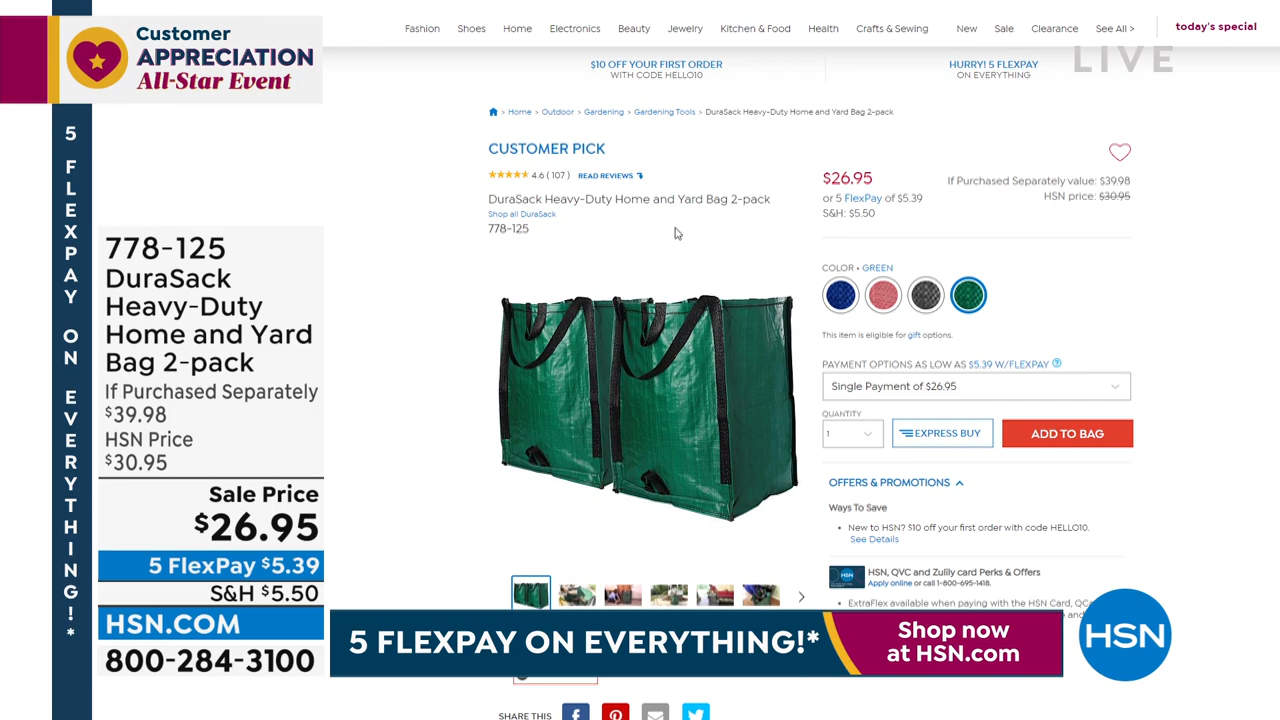 Customer
APPRECIATION
All-Star Event
5 FLEXPAY ON EVERYTHING!*
778-125
DuraSack
Heavy-Duty
Home and Yard
Bag 2-pack
If Purchased Separately
$39.98
HSN Price
$30.95
Sale Price
$26.95
5 FlexPay $5.39
S&H $5.50
HSN.COM
800-284-3100
Fashion Shoes Home Electronics Beauty Jewelry Kitchen & Food Health Crafts & Sewing New Sale Clearance See All > today's special
LIVE
$10 OFF YOUR FIRST ORDER
WITH CODE HELLO10
HURRY! 5 FLEXPAY
ON EVERYTHING
Home > Outdoor > Gardening > Gardening Tools > DuraSack Heavy-Duty Home and Yard Bag 2-pack
CUSTOMER PICK
4.6 ( 107 ) READ REVIEWS
DuraSack Heavy-Duty Home and Yard Bag 2-pack
Shop all DuraSack
778-125
$26.95
or 5 FlexPay of $5.39
S&H: $5.50
If Purchased Separately value: $39.98
HSN price: $30.95
COLOR • GREEN
This item is eligible for gift options.
PAYMENT OPTIONS AS LOW AS $5.39 W/FLEXPAY ?
Single Payment of $26.95
QUANTITY
1
EXPRESS BUY
ADD TO BAG
OFFERS & PROMOTIONS
Ways To Save
• New to HSN? $10 off your first order with code HELLO10.
See Details
HSN, QVC and Zulily card Perks & Offers
Apply online or call 1-800-695-1418.
• ExtraFlex available when paying with the HSN Card,
5 FLEXPAY ON EVERYTHING!*
Shop now
at HSN.com
HSN
SHARE THIS